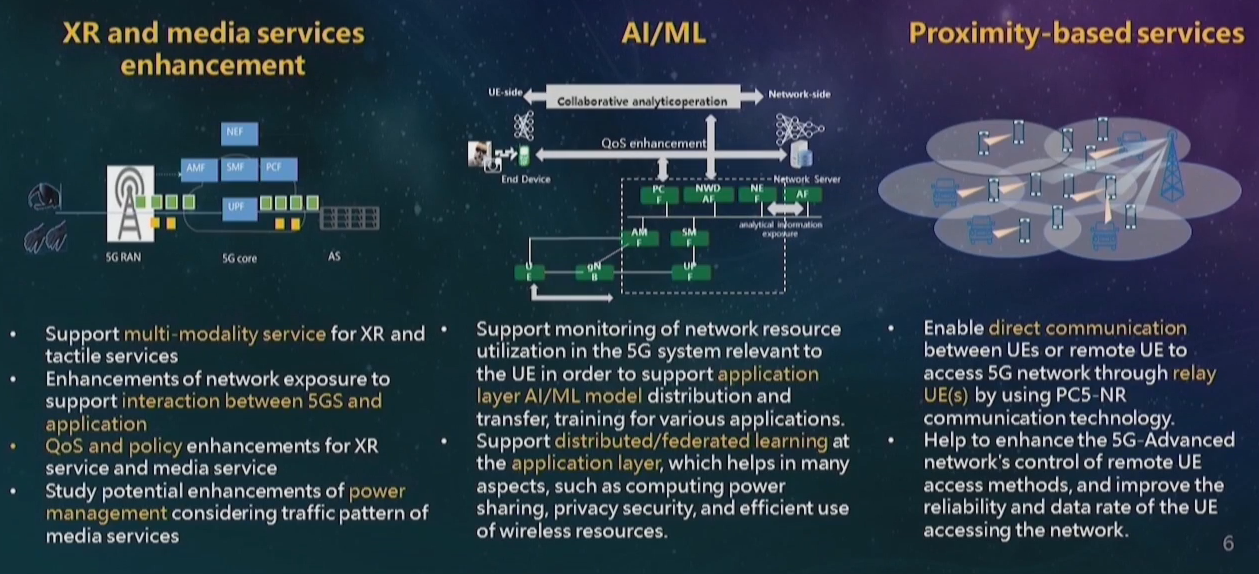 XR and media services
enhancement
NEF
AMF
SMF
PCF
UPF
5G RAN
5G core
AS
Support multi-modality service for XR and
tactile services
Enhancements of network exposure to
support interaction between 5GS and
application
QoS and policy enhancements for XR
service and media service
Study potential enhancements of power
management considering traffic pattern of
media services
AI/ML
UE-side
Collaborative analyticoperation
Network-side
QoS enhancement
End Device
Network Server
PC
F
NWD
AF
NE
F
AF
analytical information
exposure
AM
F
SM
F
U
E
gN
B
UP
F
Support monitoring of network resource
utilization in the 5G system relevant to
the UE in order to support application
layer AI/ML model distribution and
transfer, training for various applications.
Support distributed/federated learning at
the application layer, which helps in many
aspects, such as computing power
sharing, privacy security, and efficient use
of wireless resources.
Proximity-based services
Enable direct communication
between UEs or remote UE to
access 5G network through relay
UE(s) by using PC5-NR
communication technology.
Help to enhance the 5G-Advanced
network's control of remote UE
access methods, and improve the
reliability and data rate of the UE
accessing the network.
6